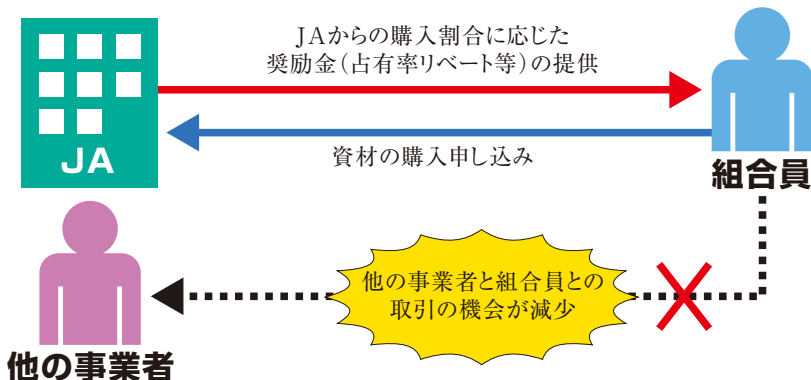 JAからの購入割合に応じた
奨励金(占有率リベート等)の提供
資材の購入申し込み
JA
組合員
他の事業者と組合員との
取引の機会が減少
他の事業者